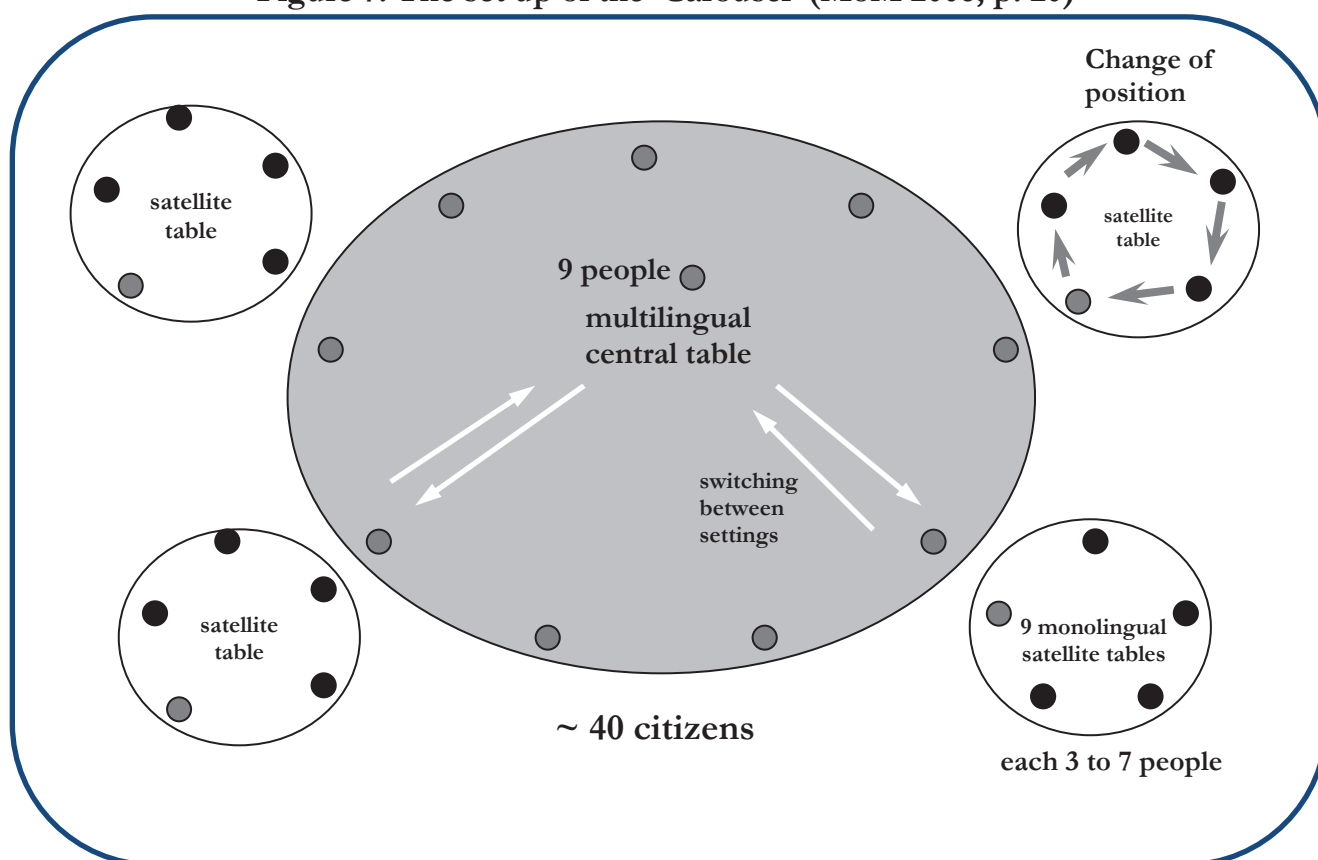 Change of
position
satellite
table
satellite
table
9 people
multilingual
central table
switching
between
settings
satellite
table
9 monolingual
satellite tables
~ 40 citizens
each 3 to 7 people